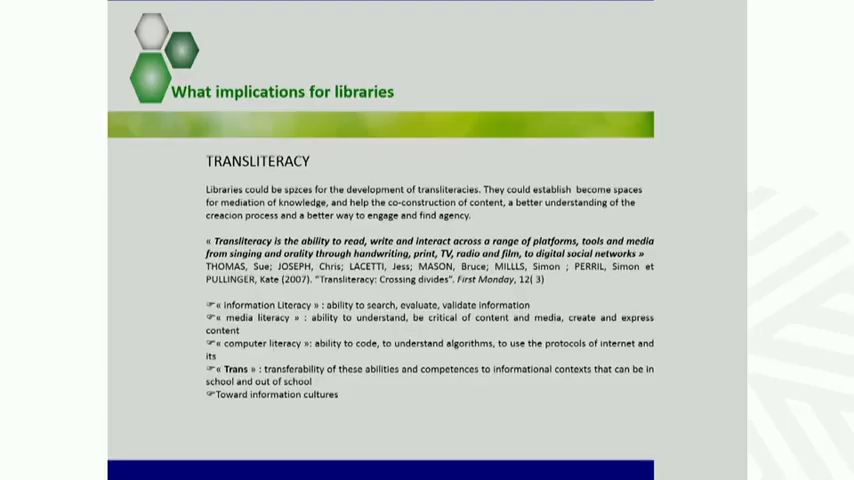 What implications for libraries
TRANSLITERACY
Libraries could be spzces for the development of transliteracies. They could establish become spaces
for mediation of knowledge, and help the co-construction of content, a better understanding of the
creacion process and a better way to engage and find agency.
« Transliteracy is the ability to read, write and interact across a range of platforms, tools and media
from singing and orality through handwriting, print, TV, radio and film, to digital social networks »
THOMAS, Sue; JOSEPH, Chris; LACETTI, Jess; MASON, Bruce; MILLLS, Simon ; PERRIL, Simon et
PULLINGER, Kate (2007). "Transliteracy: Crossing divides". First Monday, 12( 3)
☞« Information Literacy » : ability to search, evaluate, validate information
☞« media literacy » : ability to understand, be critical of content and media, create and express
content
☞« computer literacy »: ability to code, to understand algorithms, to use the protocols of internet and
its
☞« Trans » : transferability of these abilities and competences to informational contexts that can be in
school and out of school
☞Toward information cultures